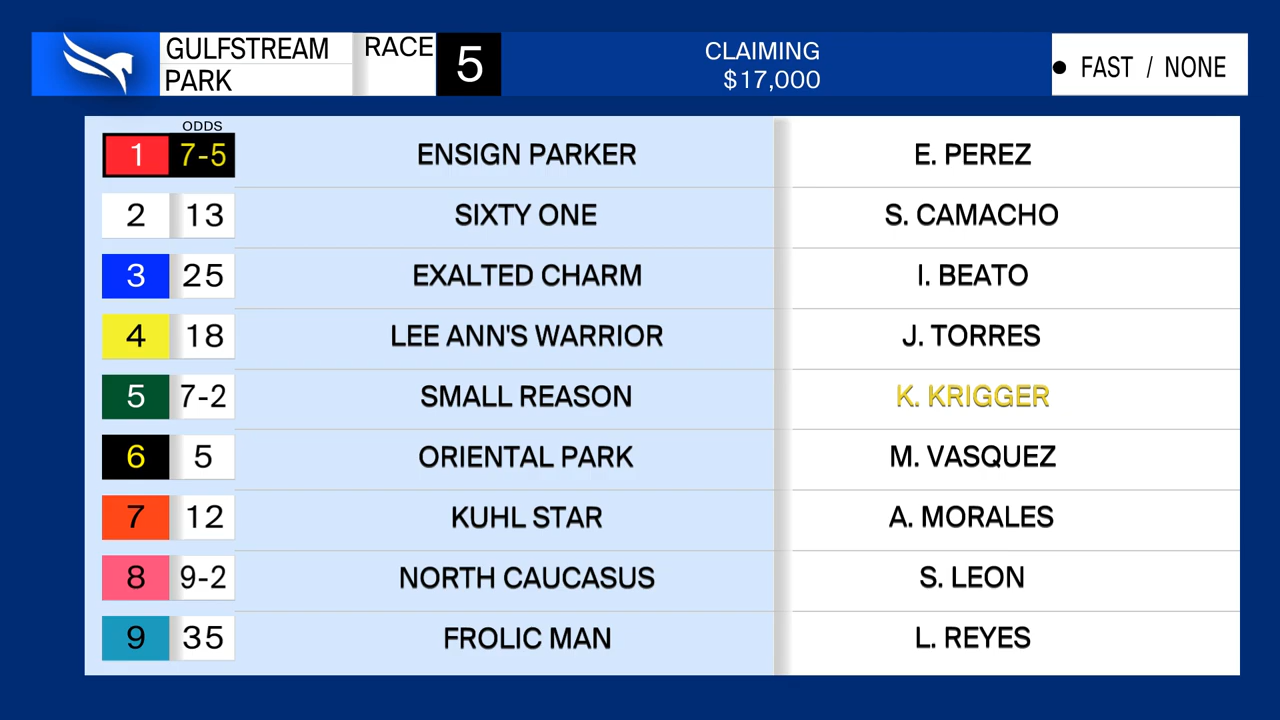 GULFSTREAM
PARK
RACE
5
CLAIMING
$17,000
FAST / NONE
ODDS
1 7-5 ENSIGN PARKER E. PEREZ
2 13 SIXTY ONE S. CAMACHO
3 25 EXALTED CHARM I. BEATO
4 18 LEE ANN'S WARRIOR J. TORRES
5 7-2 SMALL REASON K. KRIGGER
6 5 ORIENTAL PARK M. VASQUEZ
7 12 KUHL STAR A. MORALES
8 9-2 NORTH CAUCASUS S. LEON
9 35 FROLIC MAN L. REYES